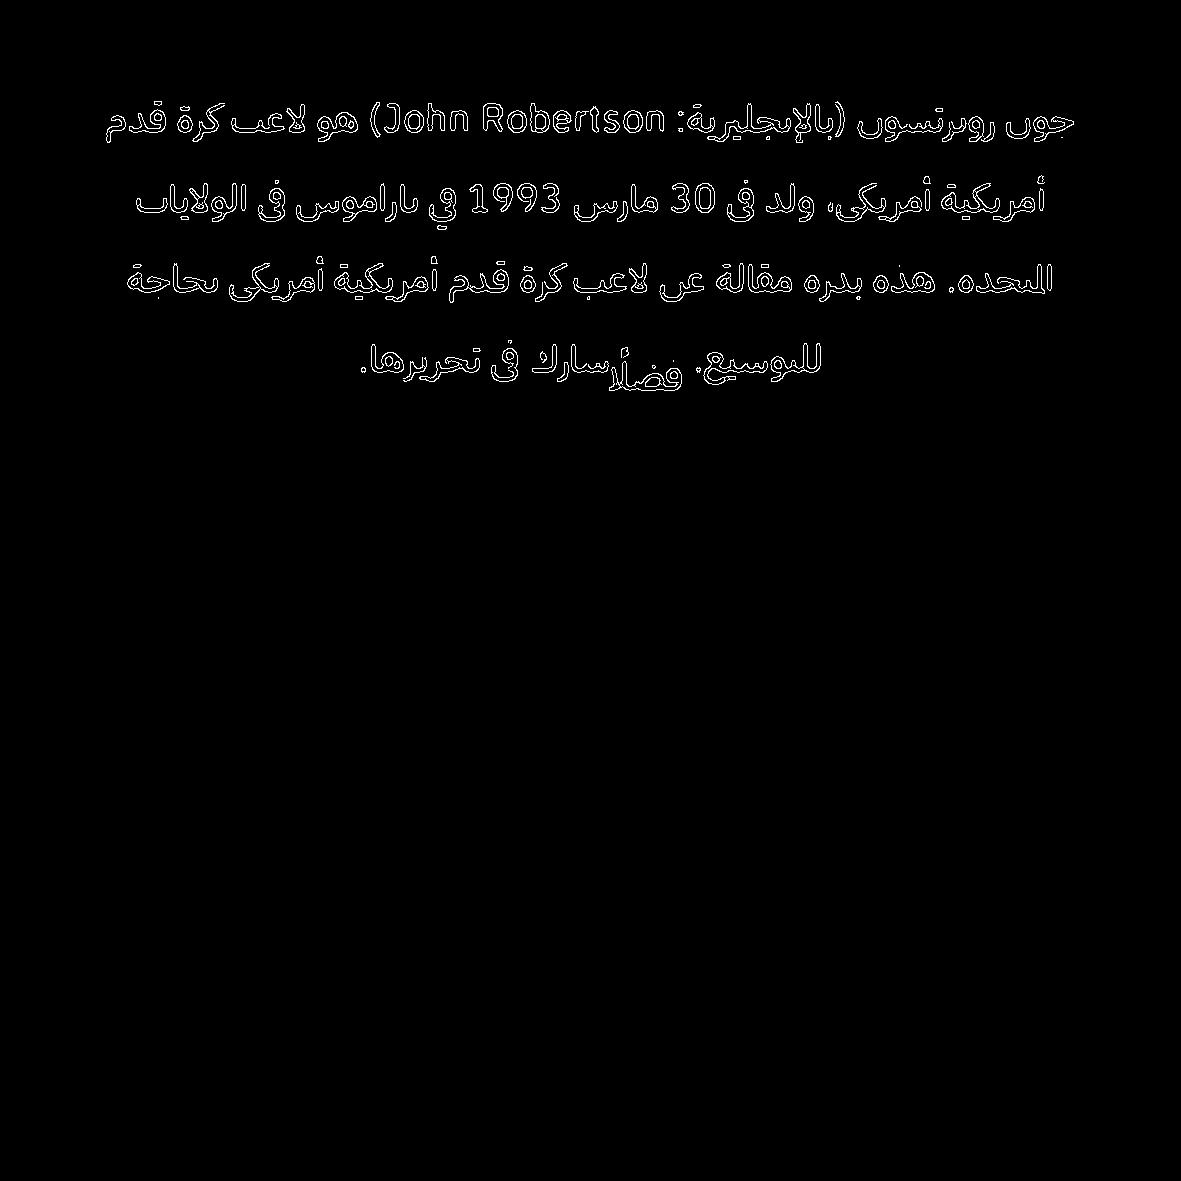 جون روبرتسون (بالإنجليزية: John Robertson) هو لاعب كرة قدم
أمريكية أمريكي، ولد في 30 مارس 1993 في باراموس في الولايات
المتحدة. هذه بذرة مقالة عن لاعب كرة قدم أمريكية أمريكي بحاجة
للتوسيع. فضلًا شارك في تحريرها.